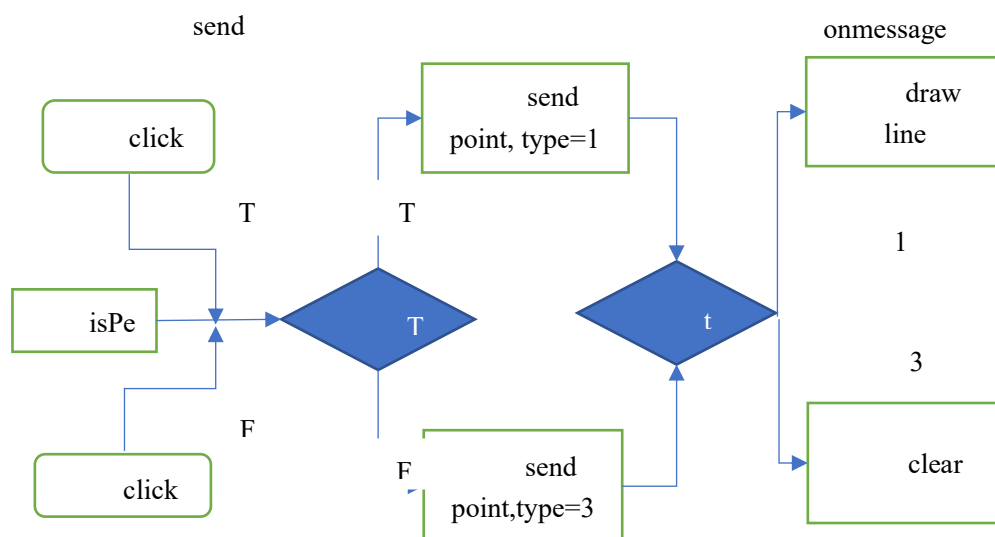 send
onmessage
click
send
point, type=1
draw
line
T
T
1
isPe
T
t
3
F
F
click
send
point,type=3
clear